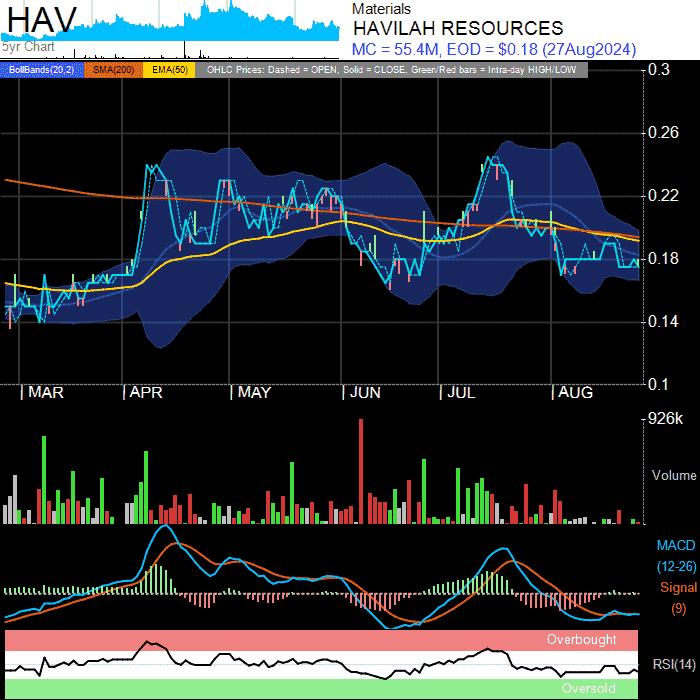 HAV
5yr Chart
Materials
HAVILAH RESOURCES
MC = 55.4M, EOD = $0.18 (27Aug2024)
BollBands(20,2) SMA(200) EMA(50) OHLC Prices: Dashed = OPEN, Solid = CLOSE, Green/Red bars = Intra-day HIGH/LOW
0.3
0.26
0.22
0.18
0.14
0.1
MAR APR MAY JUN JUL AUG
926k
Volume
MACD
(12-26)
Signal
(9)
Overbought
RSI(14)
Oversold